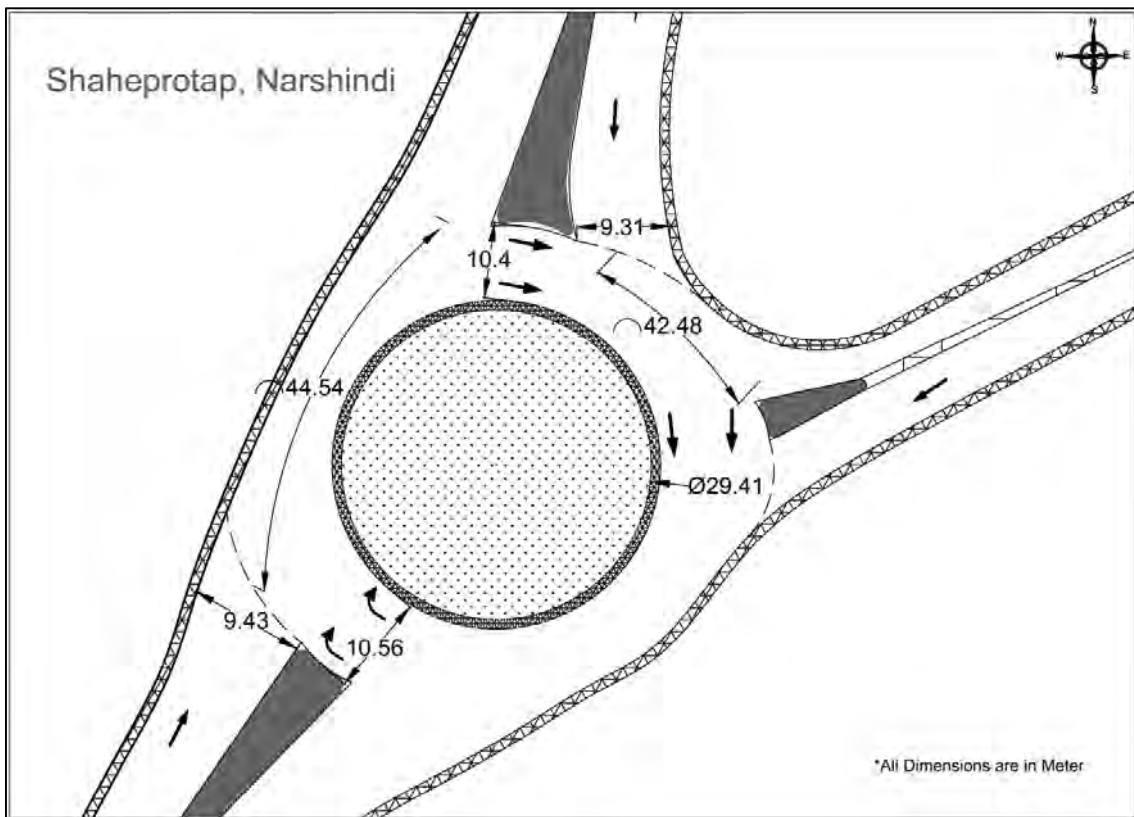 Shaheprotap, Narshindi
N
W
E
S
9.31
10.4
42.48
44.54
Ø29.41
9.43
10.56
*All Dimensions are in Meter